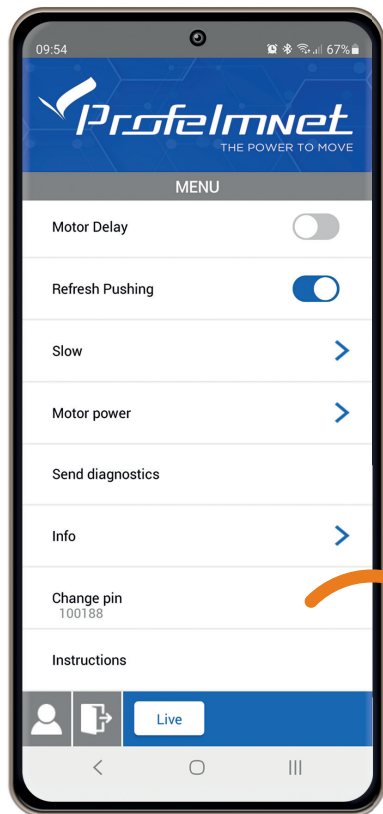 09:54 67%
Profelmnet
THE POWER TO MOVE
MENU
Motor Delay
Refresh Pushing
Slow
Motor power
Send diagnostics
Info
Change pin
100188
Instructions
Live